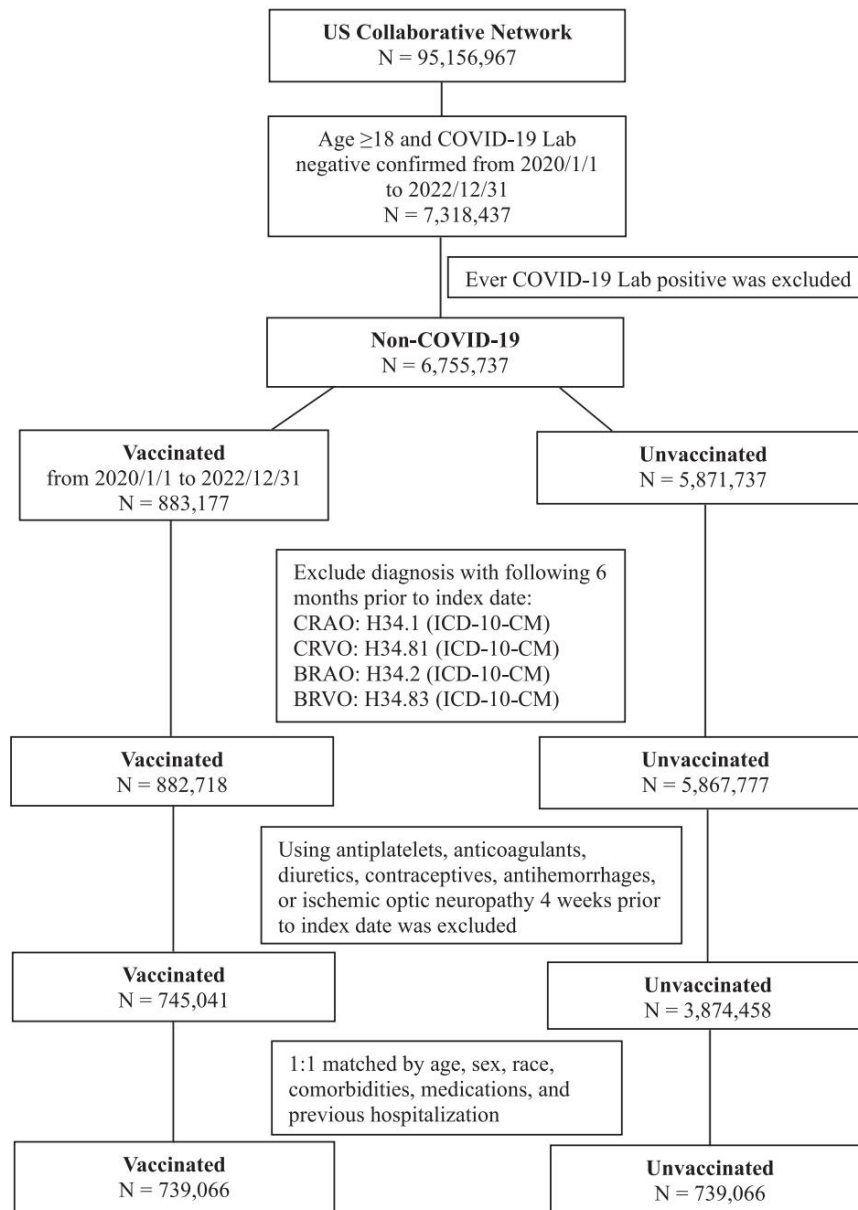 US Collaborative Network
N = 95,156,967
Age ≥18 and COVID-19 Lab
negative confirmed from 2020/1/1
to 2022/12/31
N = 7,318,437
Ever COVID-19 Lab positive was excluded
Non-COVID-19
N = 6,755,737
Vaccinated
from 2020/1/1 to 2022/12/31
N = 883,177
Unvaccinated
N = 5,871,737
Exclude diagnosis with following 6
months prior to index date:
CRAO: H34.1 (ICD-10-CM)
CRVO: H34.81 (ICD-10-CM)
BRAO: H34.2 (ICD-10-CM)
BRVO: H34.83 (ICD-10-CM)
Vaccinated
N = 882,718
Unvaccinated
N = 5,867,777
Using antiplatelets, anticoagulants,
diuretics, contraceptives, antihemorrhages,
or ischemic optic neuropathy 4 weeks prior
to index date was excluded
Vaccinated
N = 745,041
Unvaccinated
N = 3,874,458
1:1 matched by age, sex, race,
comorbidities, medications, and
previous hospitalization
Vaccinated
N = 739,066
Unvaccinated
N = 739,066